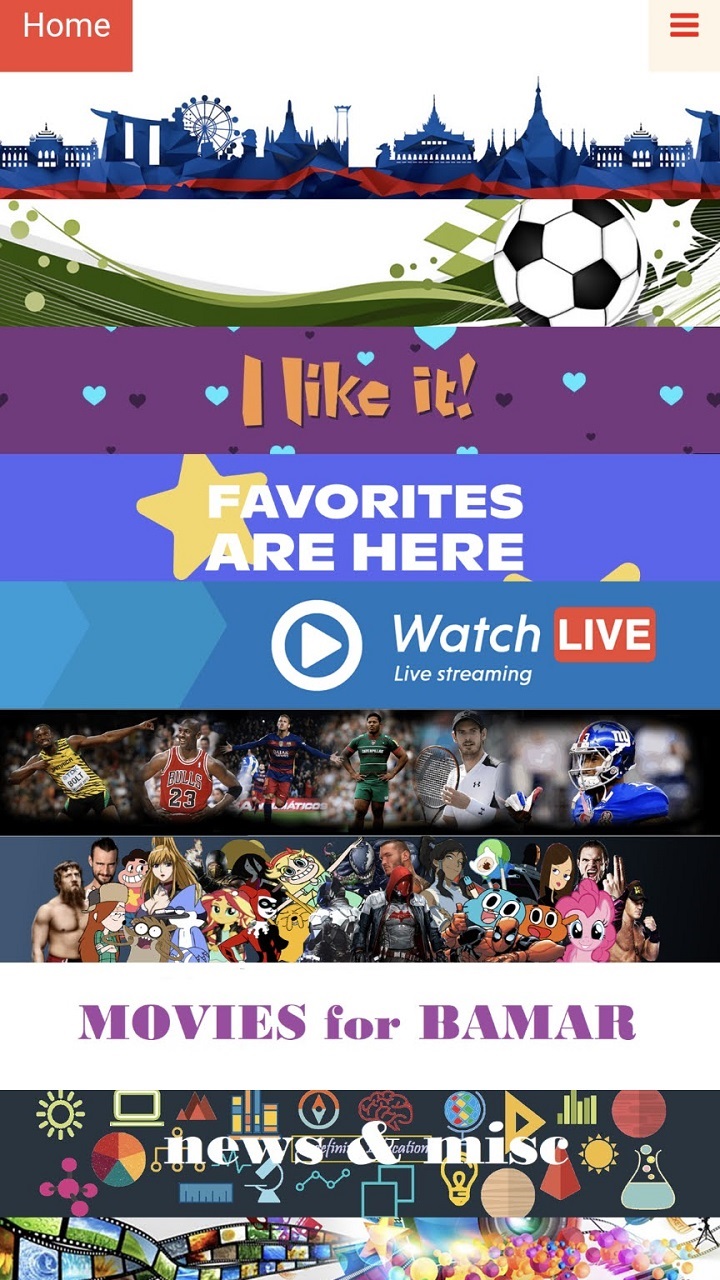 Home
I like it!
FAVORITES
ARE HERE
Watch LIVE
Live streaming
BOLT
BULLS
23
MOVIES for BAMAR
news & misc